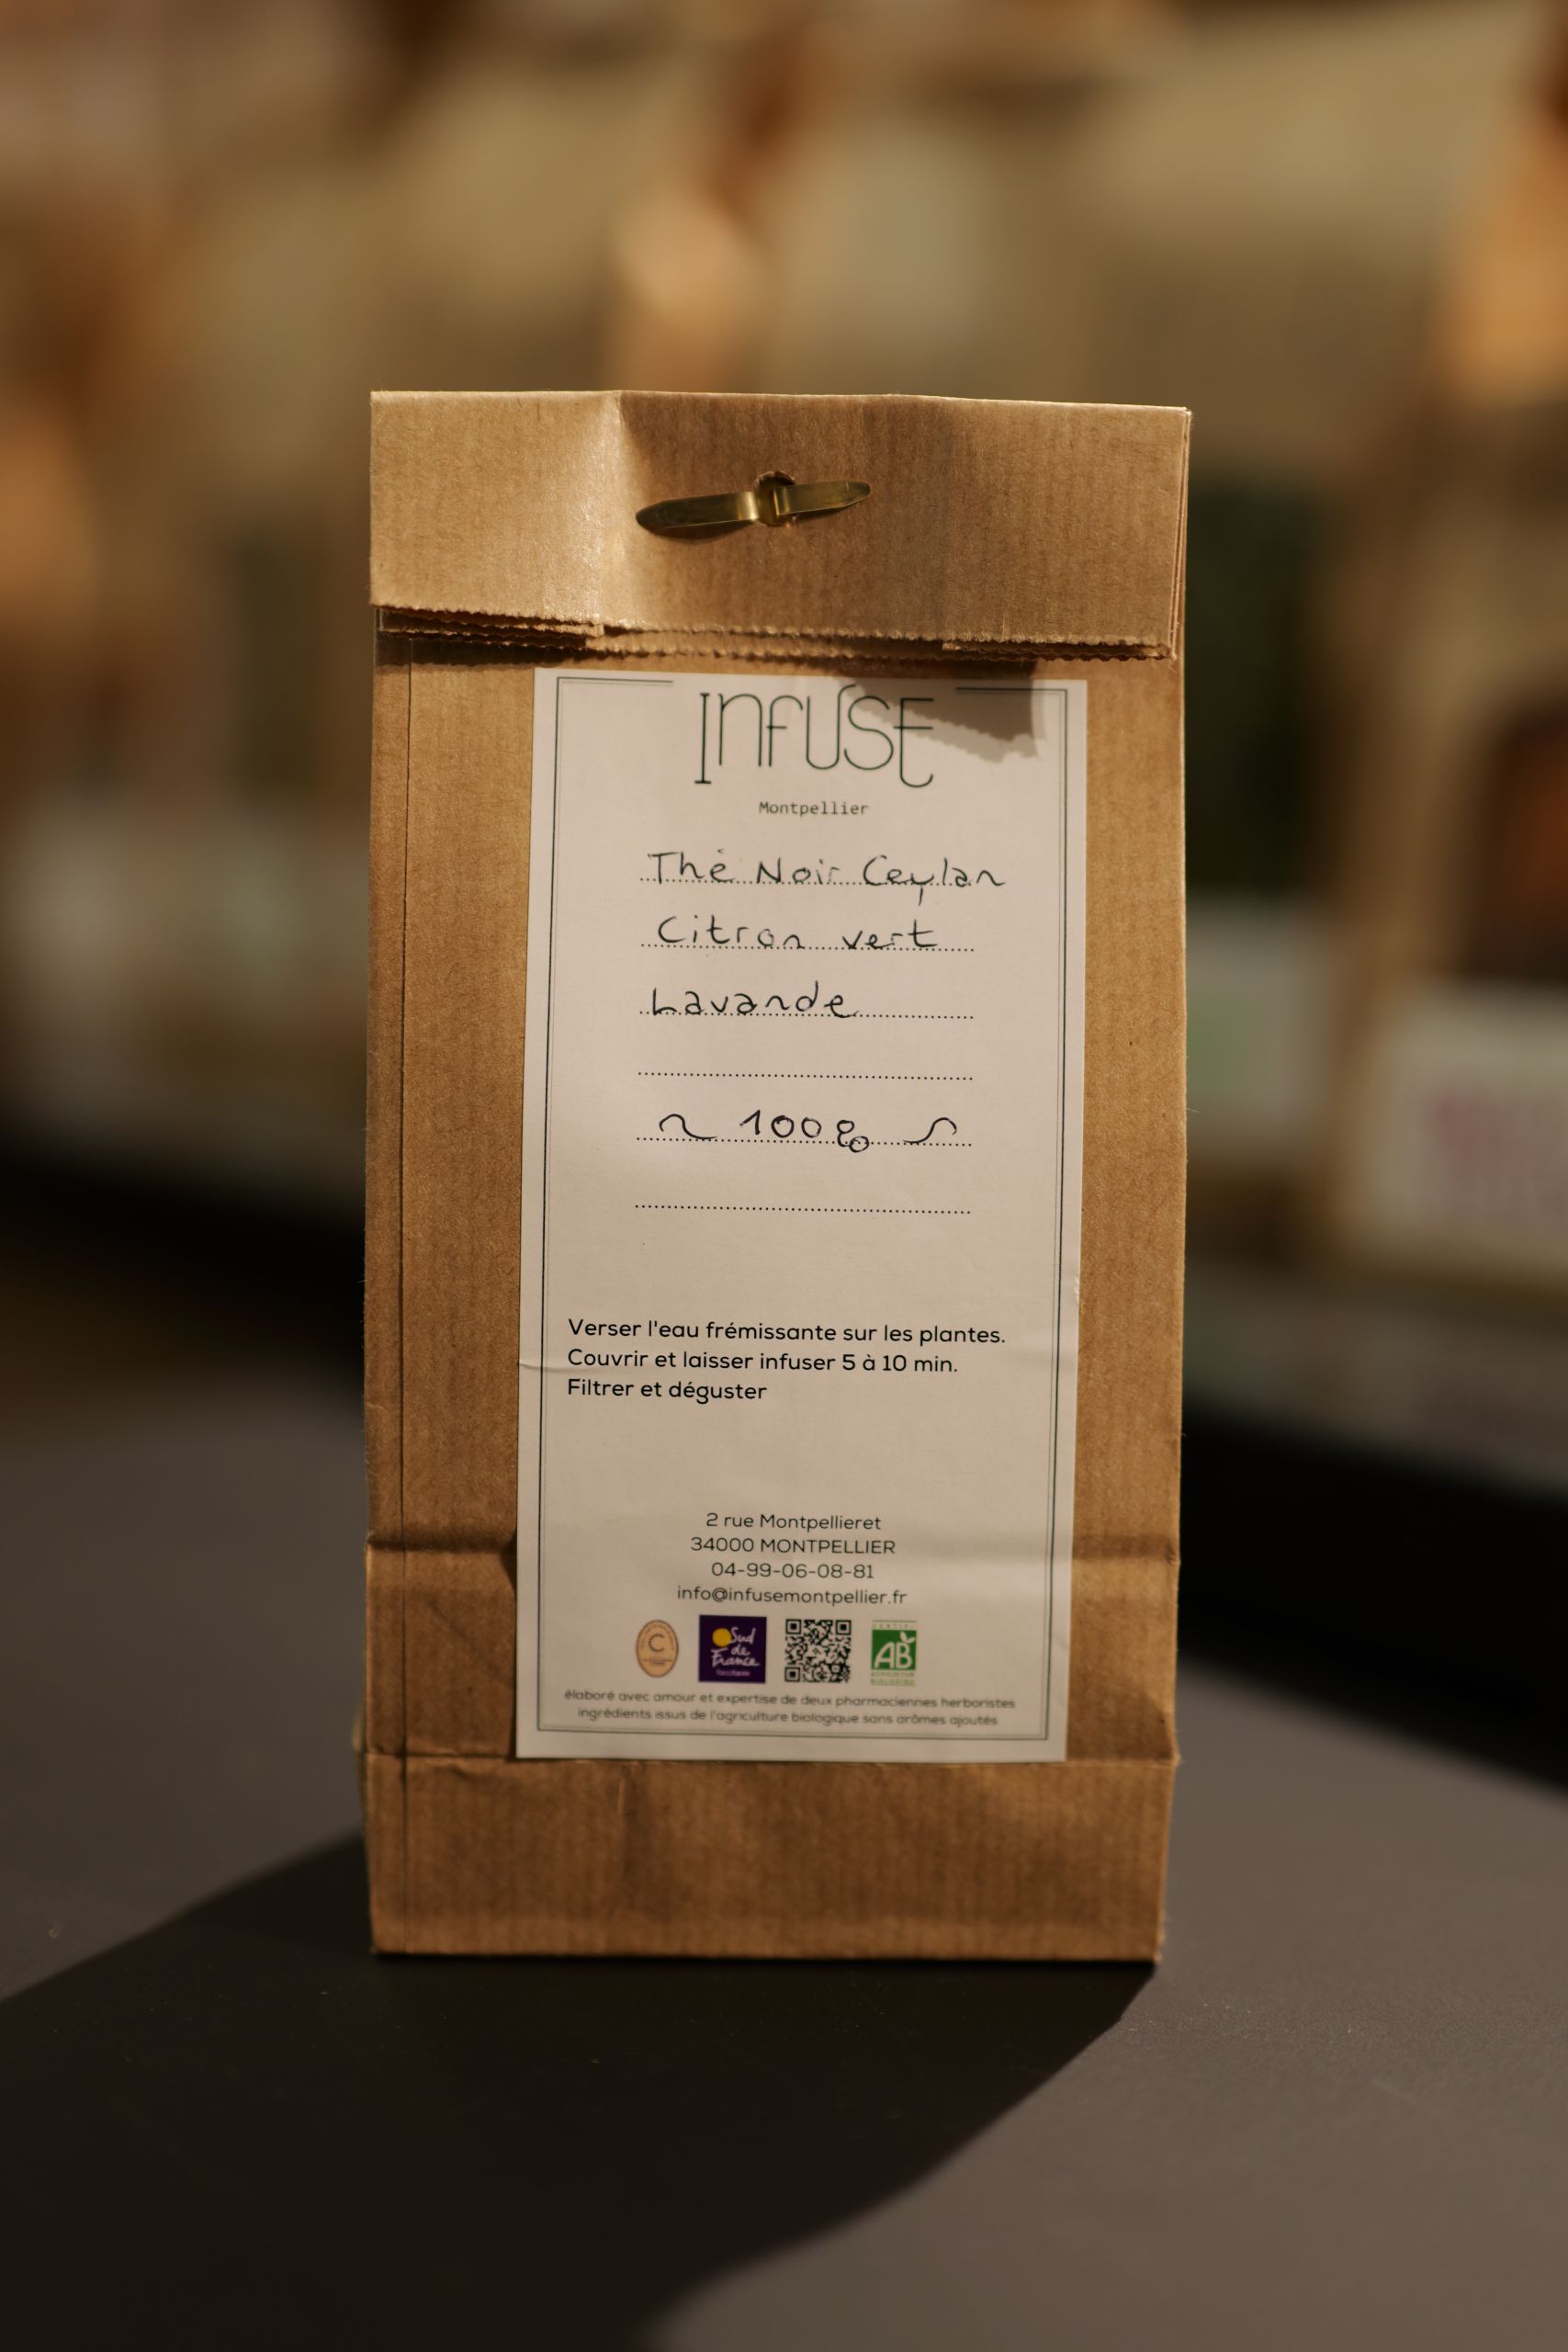 INFUSE
Montpellier
Thé Noir Ceylan
Citron vert
Lavande
~ 100g ~
Verser l'eau frémissante sur les plantes.
Couvrir et laisser infuser 5 à 10 min.
Filtrer et déguster
2 rue Montpellieret
34000 MONTPELLIER
04-99-06-08-81
info@infusemontpellier.fr
C
Sud
de
France
AB
élaboré avec amour et expertise de deux pharmaciennes herboristes
ingrédients issus de l'agriculture biologique sans arômes ajoutés